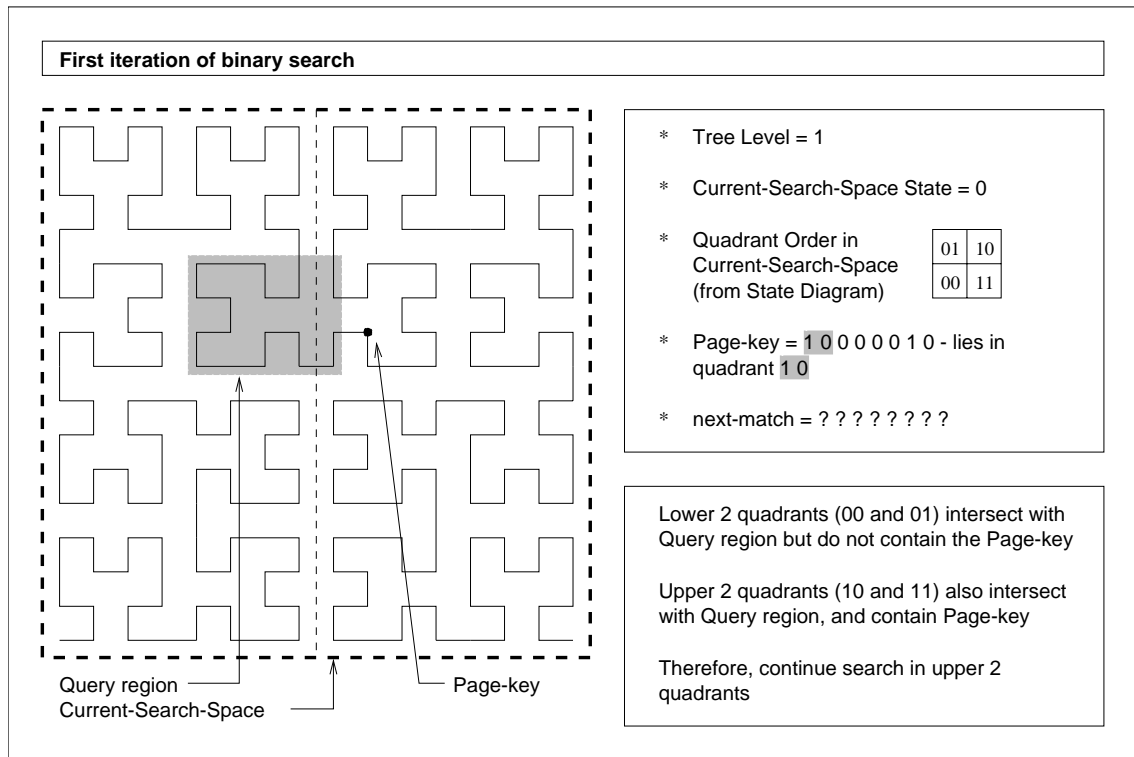 First iteration of binary search
* Tree Level = 1
* Current-Search-Space State = 0
* Quadrant Order in
Current-Search-Space
(from State Diagram)
01 10
00 11
* Page-key = 1 0 0 0 0 0 1 0 - lies in
quadrant 1 0
* next-match = ? ? ? ? ? ? ? ?
Lower 2 quadrants (00 and 01) intersect with
Query region but do not contain the Page-key
Upper 2 quadrants (10 and 11) also intersect
with Query region, and contain Page-key
Therefore, continue search in upper 2
quadrants
Query region
Current-Search-Space
Page-key